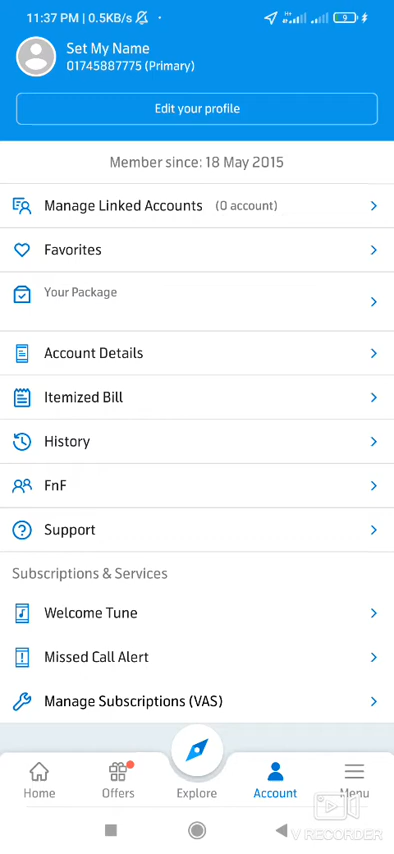 11:37 PM | 0.5KB/s
9
Set My Name
01745887775 (Primary)
Edit your profile
Member since: 18 May 2015
Manage Linked Accounts (0 account)
Favorites
Your Package
Account Details
Itemized Bill
History
FnF
Support
Subscriptions & Services
Welcome Tune
Missed Call Alert
Manage Subscriptions (VAS)
Home
Offers
Explore
Account
Menu
V RECORDER